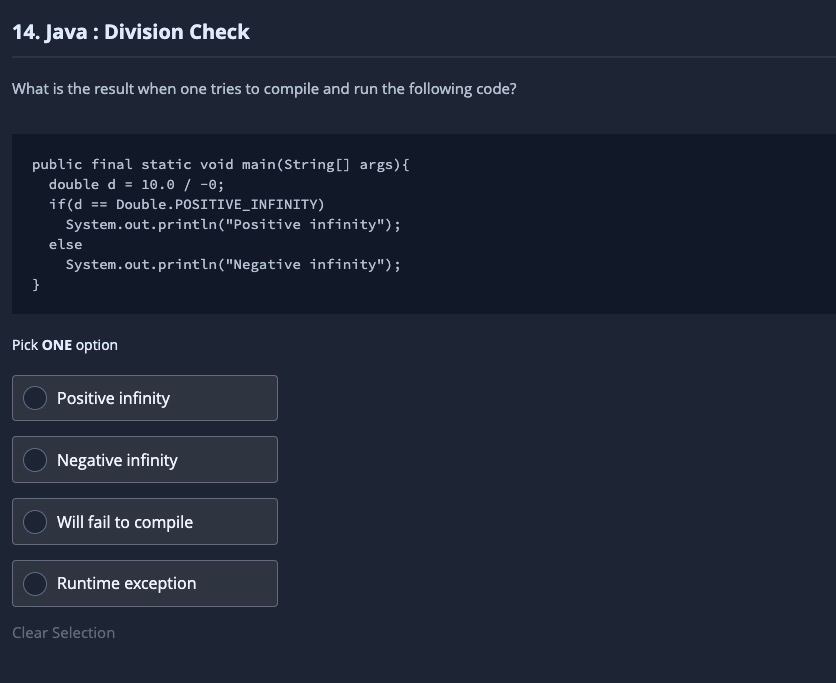 14. Java : Division Check
What is the result when one tries to compile and run the following code?
public final static void main(String[] args){
  double d = 10.0 / -0;
  if(d == Double.POSITIVE_INFINITY)
    System.out.println("Positive infinity");
  else
    System.out.println("Negative infinity");
}
Pick ONE option
Positive infinity
Negative infinity
Will fail to compile
Runtime exception
Clear Selection